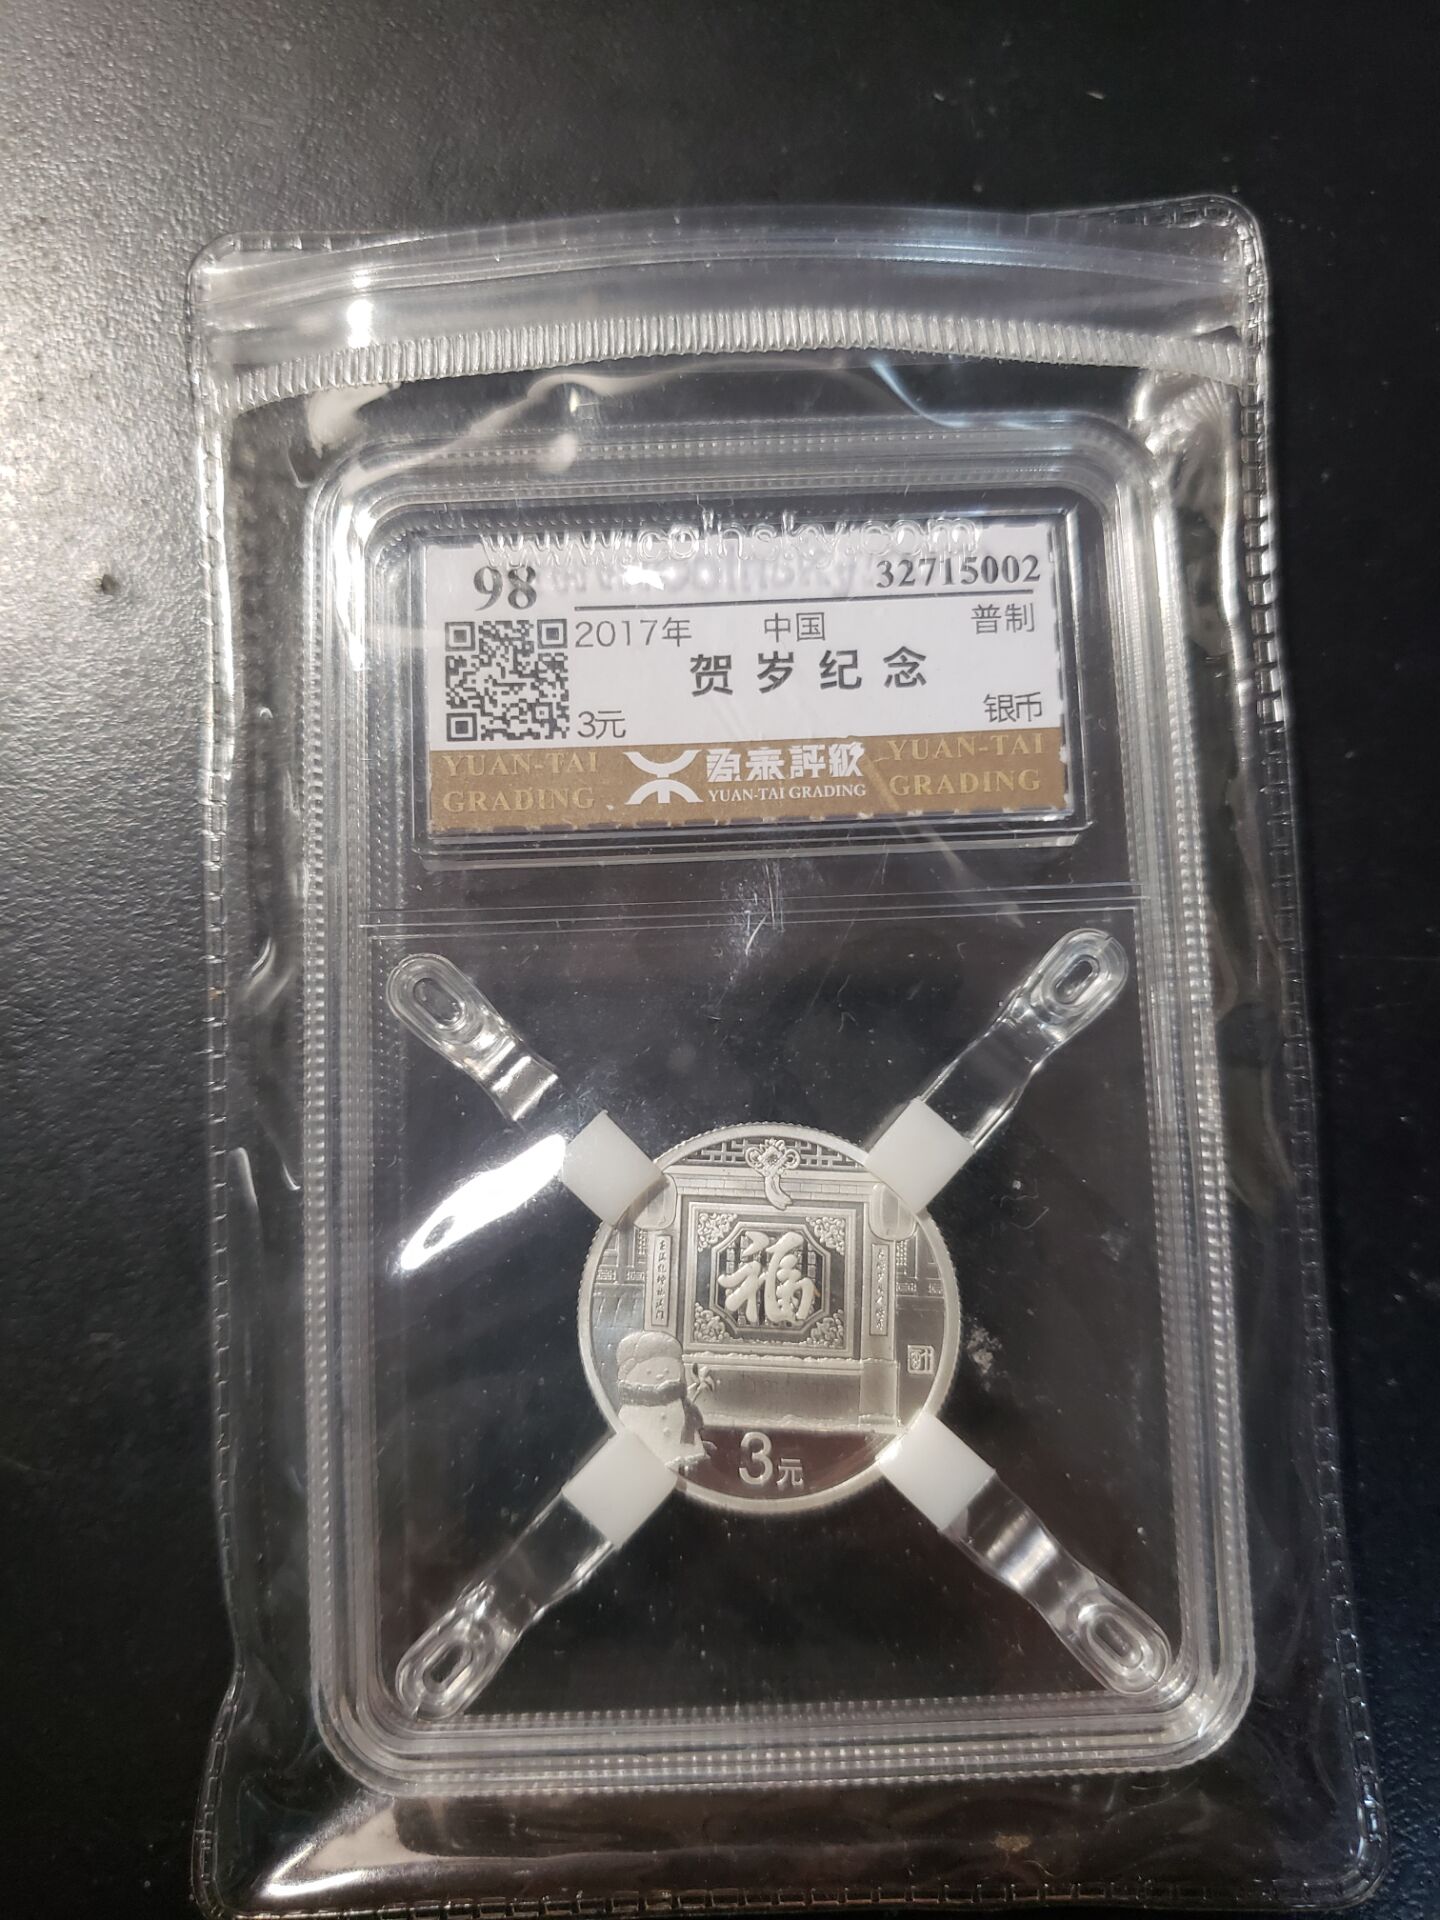 www.coinsky.com
98 32715002
2017年 中国 普制
贺岁纪念
3元 银币
YUAN-TAI GRADING
源泰評級
YUAN-TAI GRADING
YUAN-TAI GRADING
福
3元